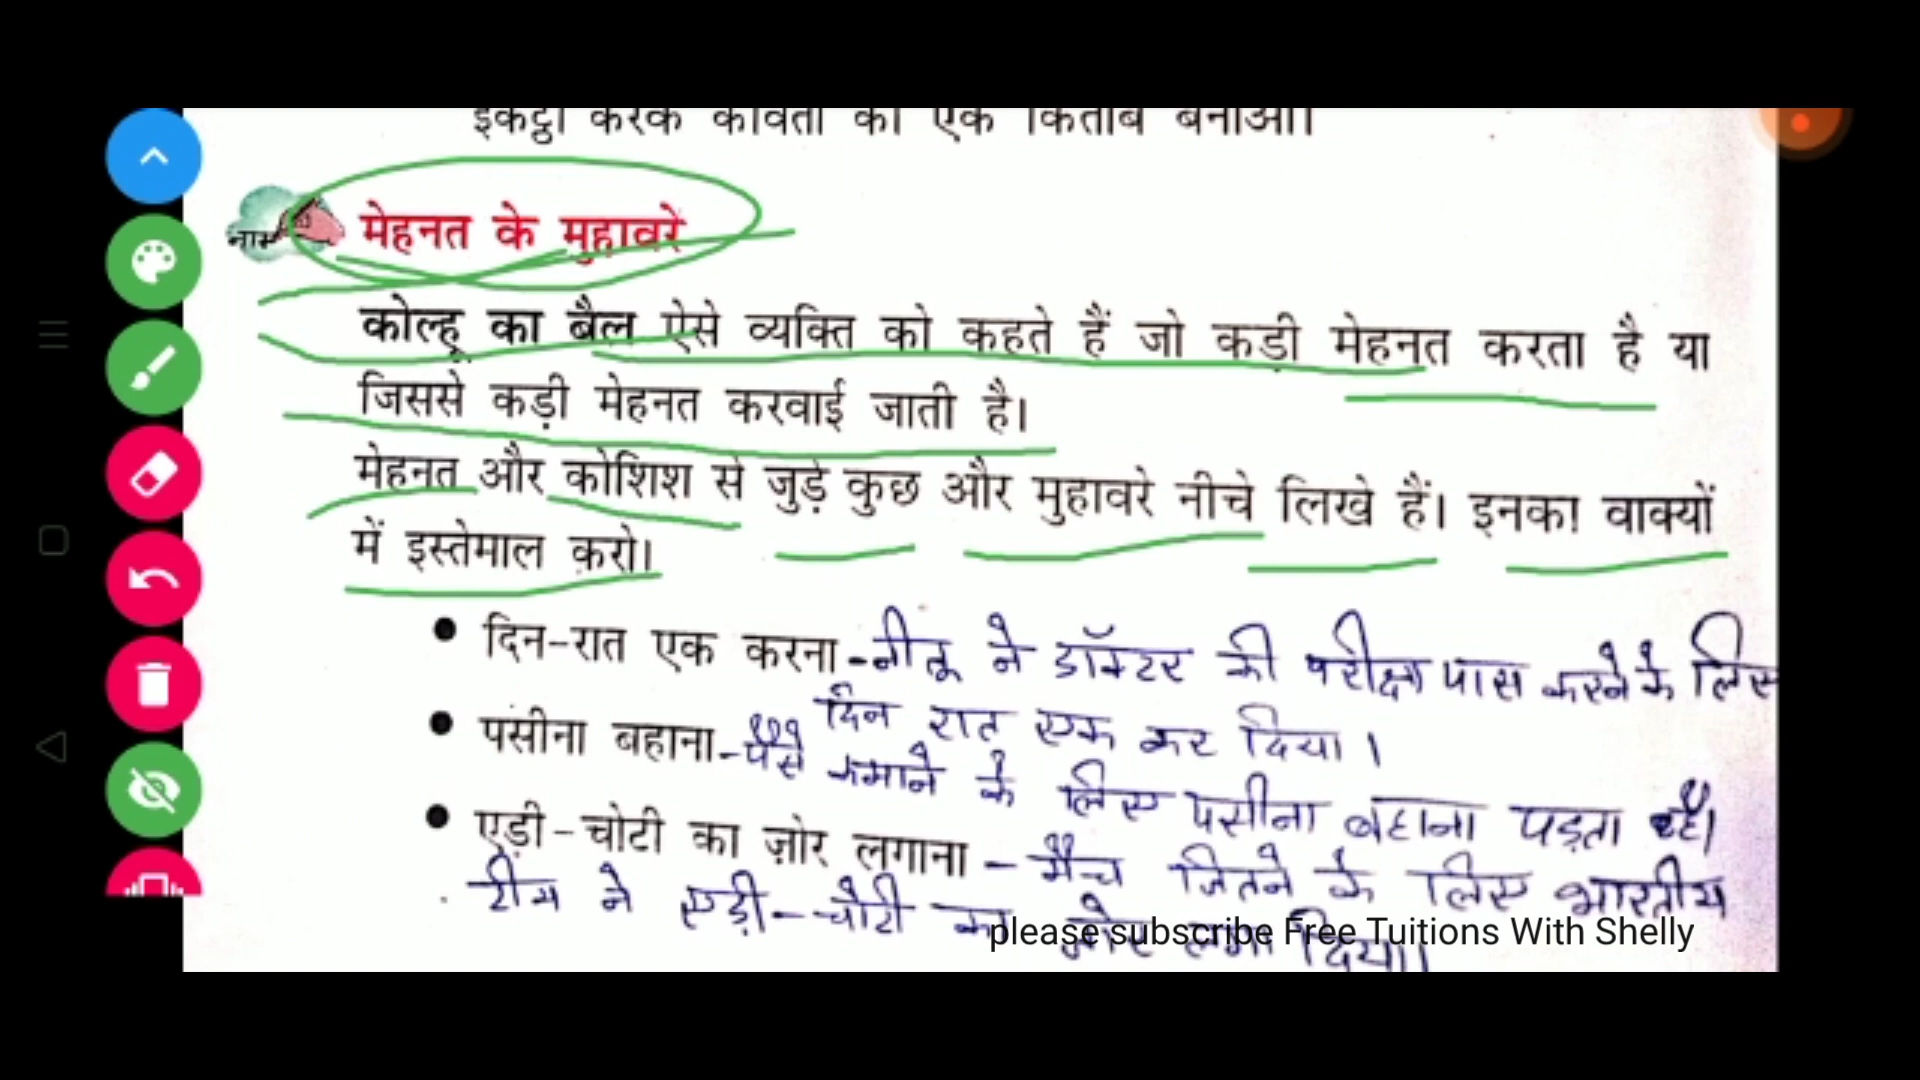 इकट्ठा करके कविता की एक किताब बनाओ।
मेहनत के मुहावरे
कोल्हू का बैल ऐसे व्यक्ति को कहते हैं जो कड़ी मेहनत करता है या
जिससे कड़ी मेहनत करवाई जाती है।
मेहनत और कोशिश से जुड़े कुछ और मुहावरे नीचे लिखे हैं। इनका वाक्यों
में इस्तेमाल करो।
• दिन-रात एक करना - नीतू ने डॉक्टर की परीक्षा पास करने के लिए
दिन रात एक कर दिया।
• पसीना बहाना - पैसे कमाने के लिए पसीना बहाना पड़ता है।
• एड़ी-चोटी का ज़ोर लगाना - मैच जितने के लिए भारतीय
टीम ने एड़ी-चोटी का जोर लगा दिया।
please subscribe Free Tuitions With Shelly